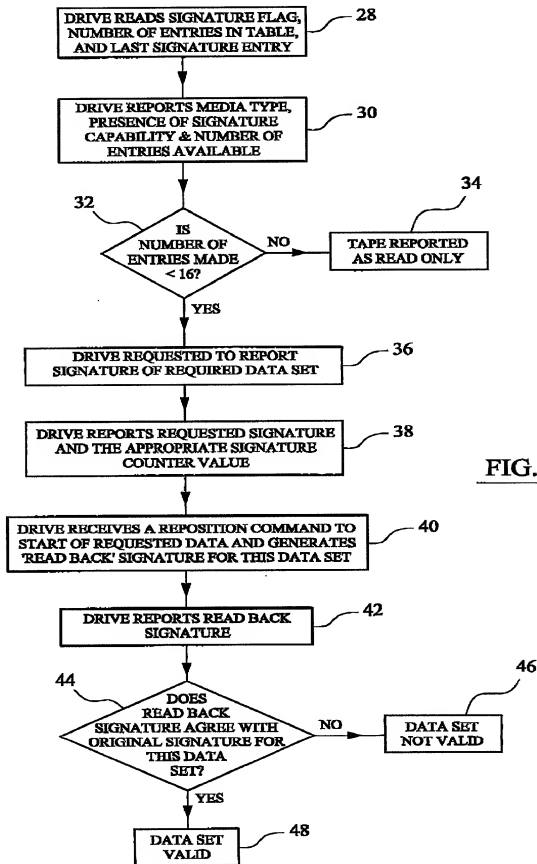 DRIVE READS SIGNATURE FLAG,
NUMBER OF ENTRIES IN TABLE,
AND LAST SIGNATURE ENTRY
28
DRIVE REPORTS MEDIA TYPE,
PRESENCE OF SIGNATURE
CAPABILITY & NUMBER OF
ENTRIES AVAILABLE
30
32
IS
NUMBER OF
ENTRIES MADE
< 16?
NO
34
TAPE REPORTED
AS READ ONLY
YES
DRIVE REQUESTED TO REPORT
SIGNATURE OF REQUIRED DATA SET
36
DRIVE REPORTS REQUESTED SIGNATURE
AND THE APPROPRIATE SIGNATURE
COUNTER VALUE
38
FIG.
DRIVE RECEIVES A REPOSITION COMMAND TO
START OF REQUESTED DATA AND GENERATES
'READ BACK' SIGNATURE FOR THIS DATA SET
40
DRIVE REPORTS READ BACK
SIGNATURE
42
44
DOES
READ BACK
SIGNATURE AGREE WITH
ORIGINAL SIGNATURE FOR
THIS DATA
SET?
NO
46
DATA SET
NOT VALID
YES
DATA SET
VALID
48